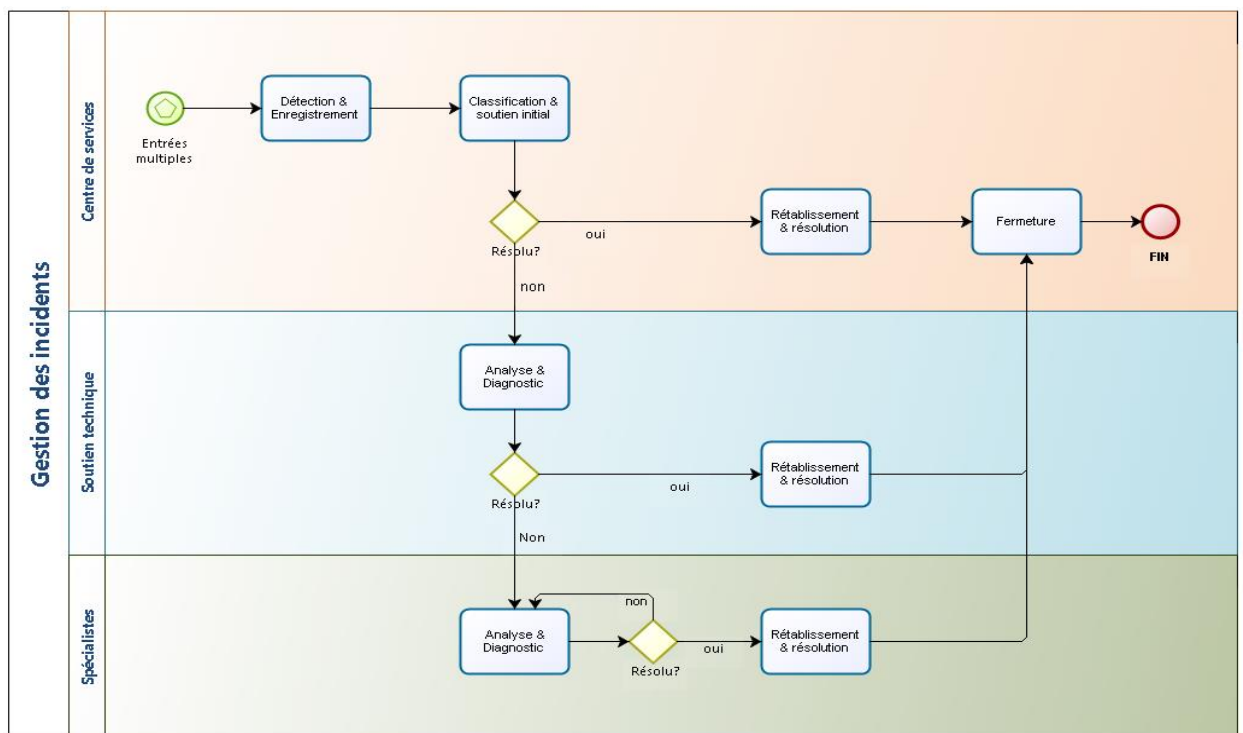 Gestion des incidents
Centre de services
Entrées
multiples
Détection &
Enregistrement
Classification &
soutien initial
Résolu?
oui
non
Rétablissement
& résolution
Fermeture
FIN
Soutien technique
Analyse &
Diagnostic
Résolu?
oui
Non
Rétablissement
& résolution
Spécialistes
Analyse &
Diagnostic
non
Résolu?
oui
Rétablissement
& résolution